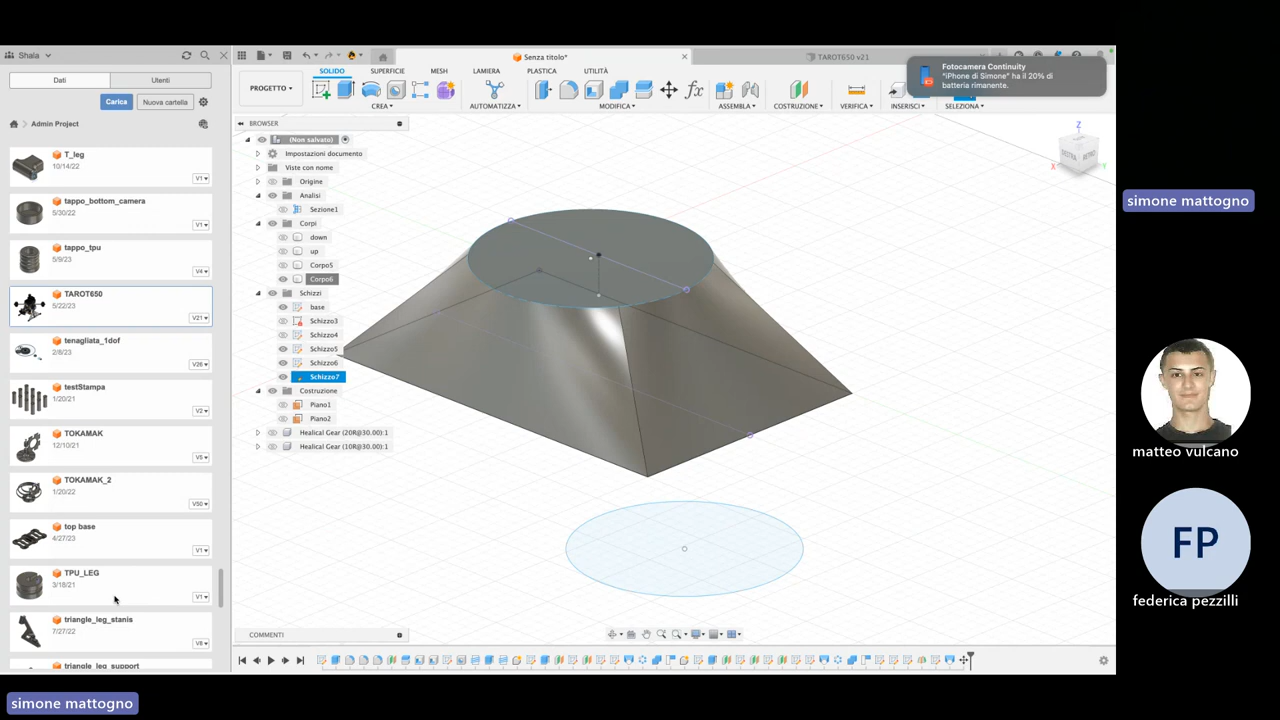 Shala
Dati
Utenti
Carica
Nuova cartella
Admin Project
T_leg
10/14/22
V1
tappo_bottom_camera
5/30/22
V1
tappo_tpu
5/9/23
V4
TAROT650
5/22/23
V21
tenagliata_1dof
2/8/23
V26
testStampa
1/20/21
V2
TOKAMAK
12/10/21
V5
TOKAMAK_2
1/20/22
V50
top base
4/27/23
V1
TPU_LEG
3/18/21
V1
triangle_leg_stanis
7/27/22
V8
triangle_leg_support
Senza titolo*
TAROT650 v21
Fotocamera Continuity
"iPhone di Simone" ha il 20% di
batteria rimanente.
SOLIDO
SUPERFICIE
MESH
LAMIERA
PLASTICA
UTILITÀ
PROGETTO
CREA
AUTOMATIZZA
MODIFICA
ASSEMBLA
COSTRUZIONE
VERIFICA
INSERISCI
SELEZIONA
BROWSER
(Non salvato)
Impostazioni documento
Viste con nome
Origine
Analisi
Sezione1
Corpi
down
up
Corpo5
Corpo6
Schizzi
base
Schizzo3
Schizzo4
Schizzo5
Schizzo6
Schizzo7
Costruzione
Piano1
Piano2
Healical Gear (20R@30.00):1
Healical Gear (10R@30.00):1
Z
X
Y
DESTRA
RETRO
COMMENTI
simone mattogno
matteo vulcano
FP
federica pezzilli
simone mattogno